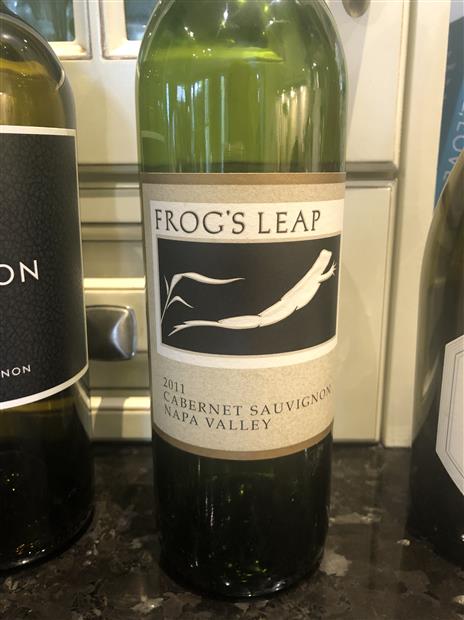 FROG'S LEAP
2011
CABERNET SAUVIGNON
NAPA VALLEY
ON
NON